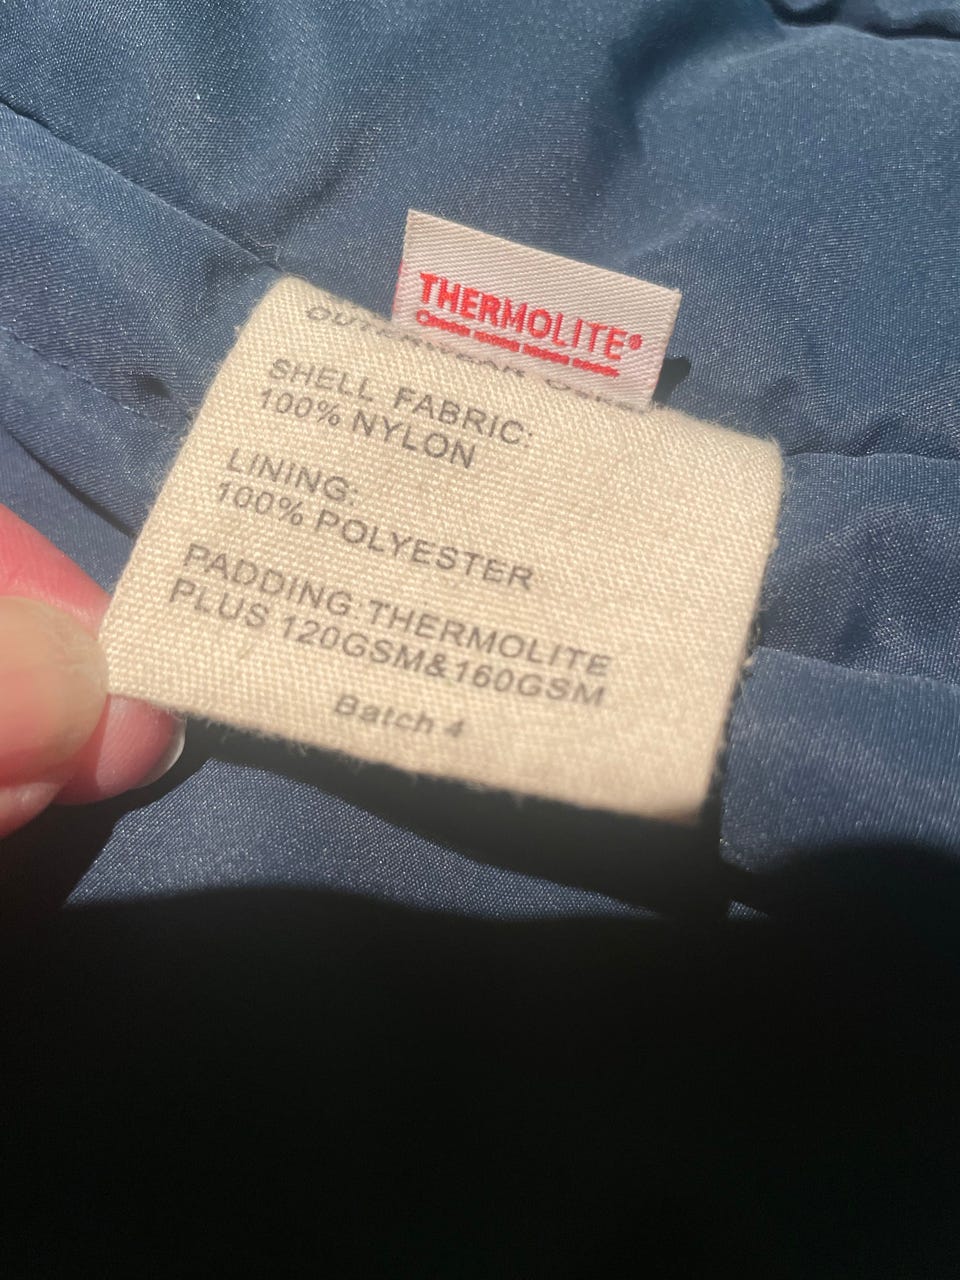 THERMOLITE®
SHELL FABRIC:
100% NYLON
LINING:
100% POLYESTER
PADDING:THERMOLITE
PLUS 120GSM&160GSM
Batch 4